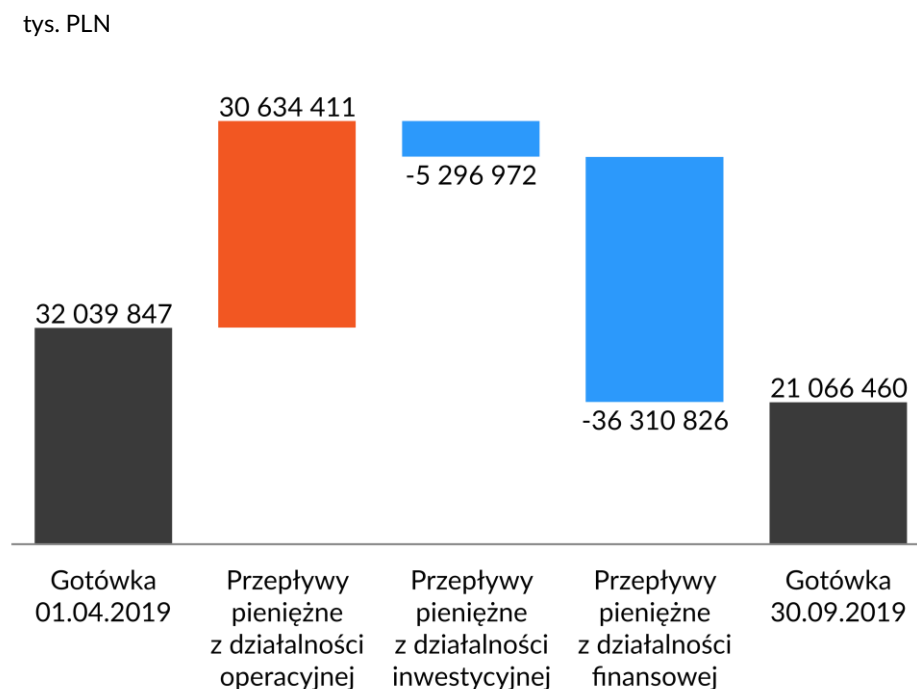 tys. PLN
30 634 411
-5 296 972
32 039 847
21 066 460
-36 310 826
Gotówka
01.04.2019
Przepływy
pieniężne
z działalności
operacyjnej
Przepływy
pieniężne
z działalności
inwestycyjnej
Przepływy
pieniężne
z działalności
finansowej
Gotówka
30.09.2019